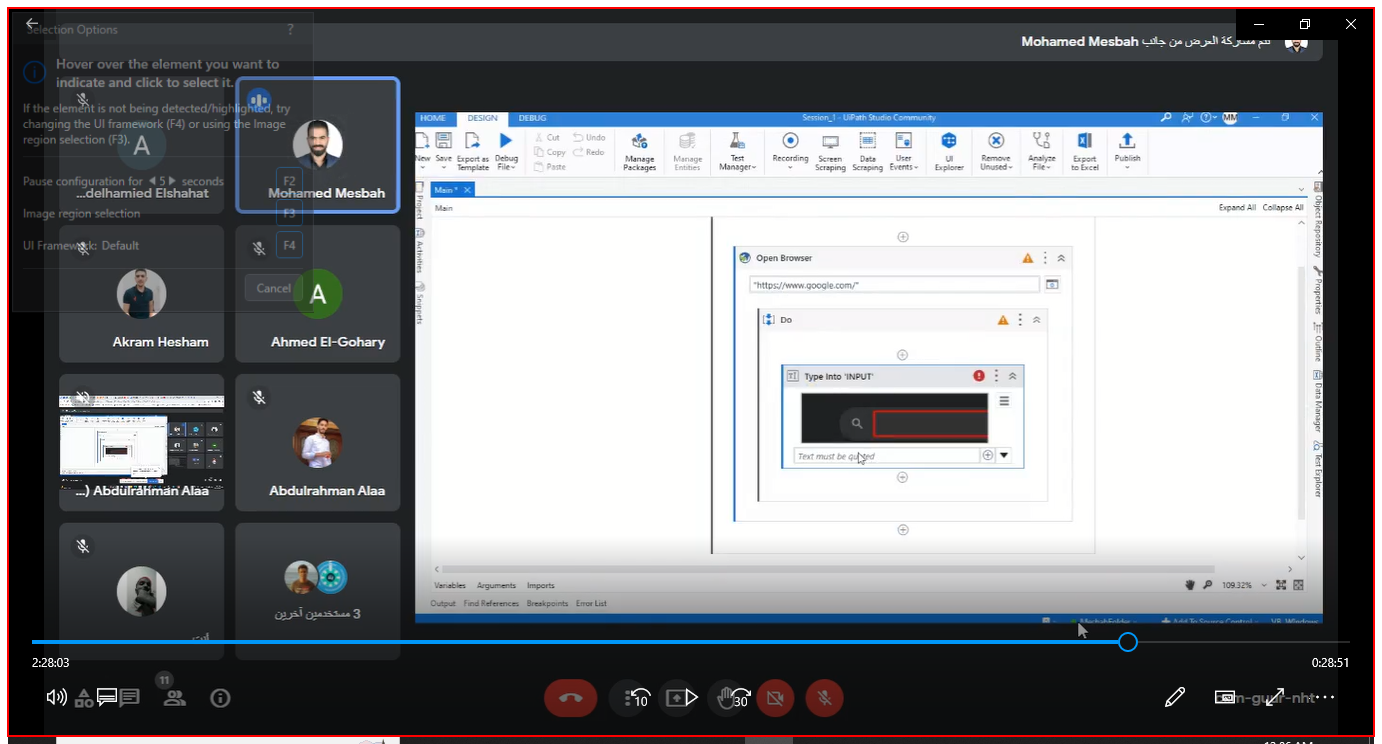 Selection Options
?
Hover over the element you want to
indicate and click to select it.
If the element is not being detected/highlighted, try
changing the UI framework (F4) or using the Image
region selection (F3).
Pause configuration for 5 seconds
F2
Image region selection
F3
UI Framework: Default
F4
Cancel
تتم مشاركة العرض من جانب Mohamed Mesbah
A
...delhamied Elshahat
Mohamed Mesbah
Akram Hesham
A
Ahmed El-Gohary
...) Abdulrahman Alaa
Abdulrahman Alaa
انت
3 مستخدمين آخرين
HOME
DESIGN
DEBUG
Session_1 - UiPath Studio Community
MM
New
Save
Export as
Template
Debug
File
Cut
Copy
Paste
Undo
Redo
Manage
Packages
Manage
Entities
Test
Manager
Recording
Screen
Scraping
Data
Scraping
User
Events
UI
Explorer
Remove
Unused
Analyze
File
Export
to Excel
Publish
Main *
Main
Expand All
Collapse All
Project
Activities
Snippets
Object Repository
Properties
Outline
Data Manager
Test Explorer
Open Browser
"https://www.google.com/"
Do
Type Into 'INPUT'
Text must be quoted
Variables
Arguments
Imports
109.32%
Output
Find References
Breakpoints
Error List
MesbahFolder
Add To Source Control
VB, Windows
2:28:03
0:28:51
11
10
30